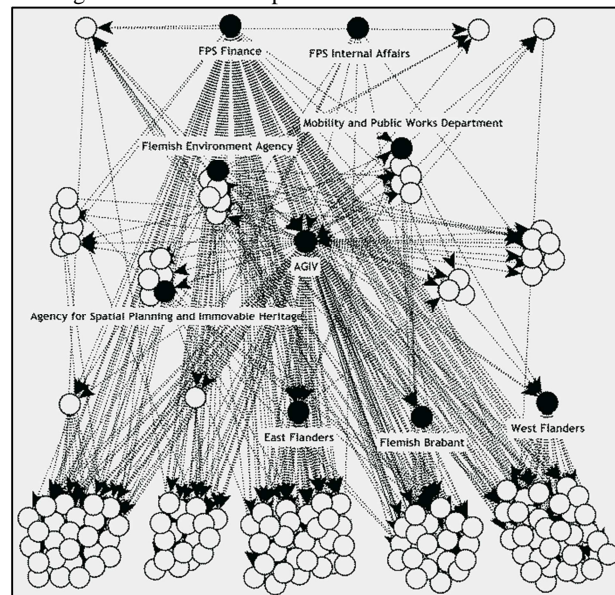 FPS Finance
FPS Internal Affairs
Mobility and Public Works Department
Flemish Environment Agency
AGIV
Agency for Spatial Planning and Immovable Heritage
East Flanders
Flemish Brabant
West Flanders